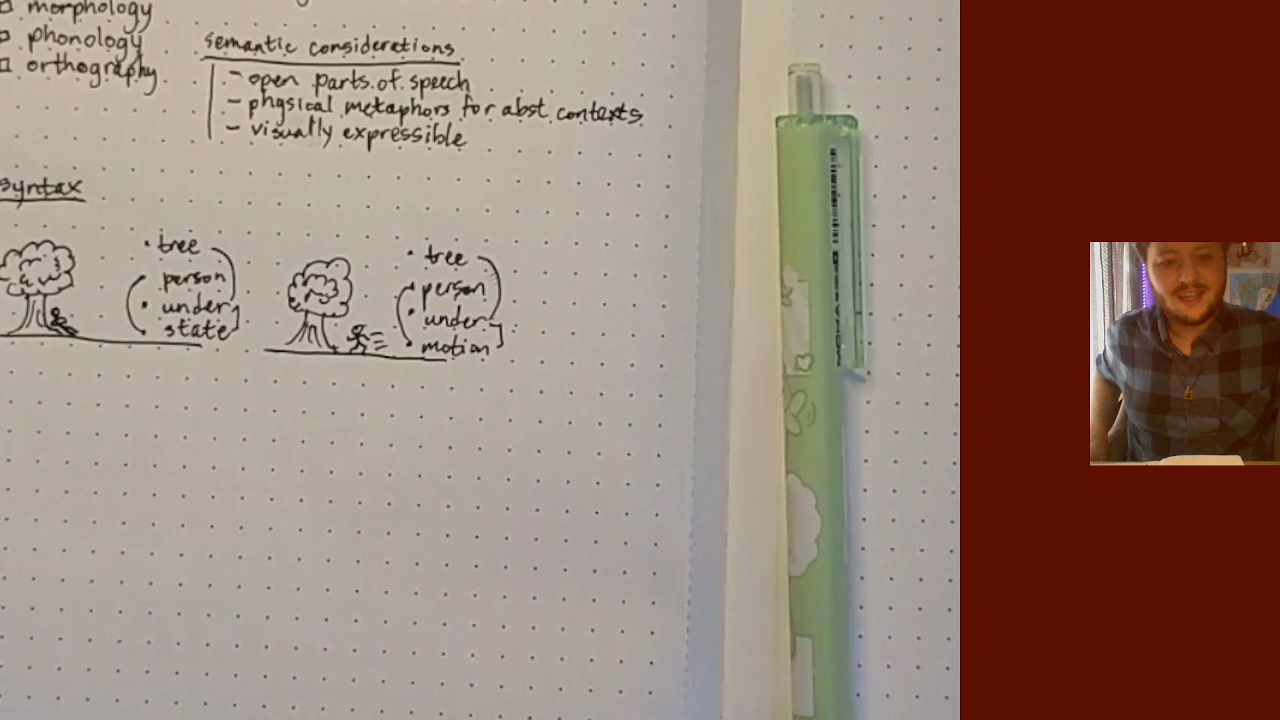 morphology
phonology
orthography
semantic considerations
- open parts of speech
- physical metaphors for abst contexts
- visually expressible
syntax
• tree
person
• under
state
• tree
person
• under
• motion